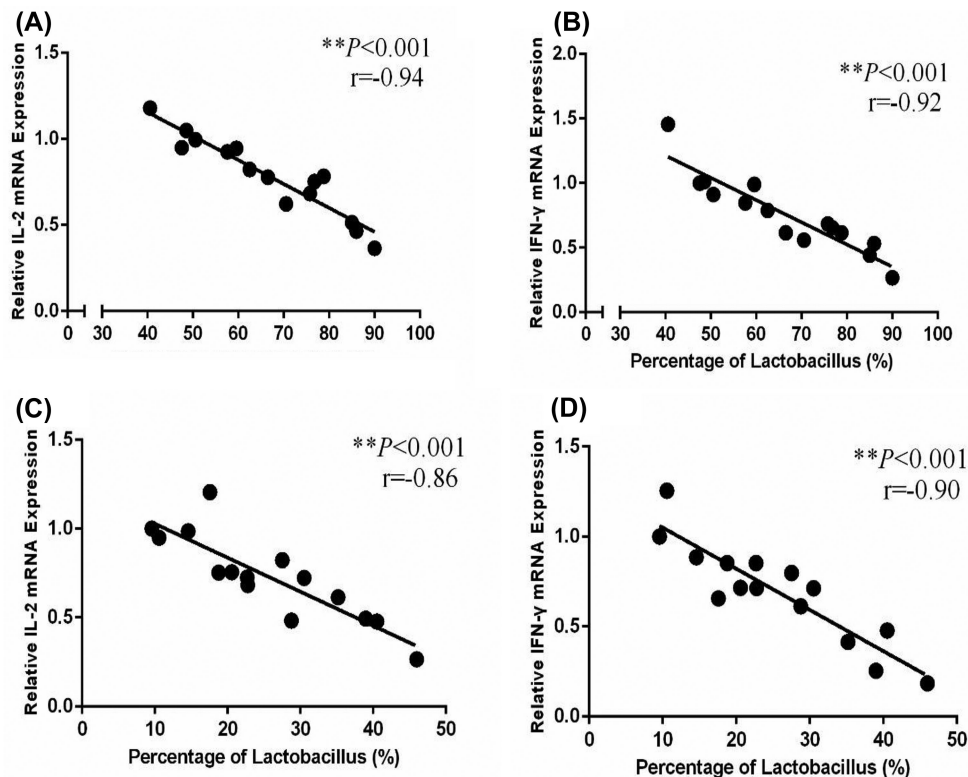 (A)
**P<0.001
r=-0.94
Relative IL-2 mRNA Expression
1.5
1.0
0.5
0.0
0 30 40 50 60 70 80 90 100
(B)
**P<0.001
r=-0.92
Relative IFN-γ mRNA Expression
2.0
1.5
1.0
0.5
0.0
0 30 40 50 60 70 80 90 100
Percentage of Lactobacillus (%)
(C)
**P<0.001
r=-0.86
Relative IL-2 mRNA Expression
1.5
1.0
0.5
0.0
0 10 20 30 40 50
Percentage of Lactobacillus (%)
(D)
**P<0.001
r=-0.90
Relative IFN-γ mRNA Expression
1.5
1.0
0.5
0.0
0 10 20 30 40 50
Percentage of Lactobacillus (%)